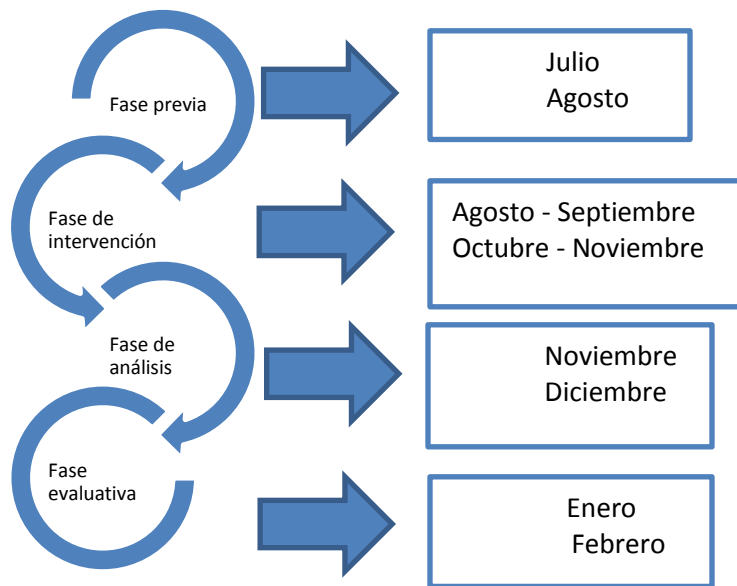 Fase previa
Julio
Agosto
Fase de
intervención
Agosto - Septiembre
Octubre - Noviembre
Fase de
análisis
Noviembre
Diciembre
Fase
evaluativa
Enero
Febrero